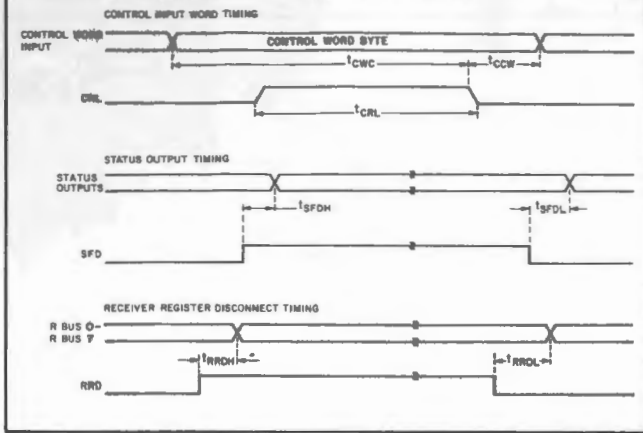 CONTROL INPUT WORD TIMING
CONTROL WORD
INPUT
CONTROL WORD BYTE
tCWC
tCCW
CRL
tCRL
STATUS OUTPUT TIMING
STATUS
OUTPUTS
tSFDH
tSFDL
SFD
RECEIVER REGISTER DISCONNECT TIMING
R BUS 0-
R BUS 7
tRRDH
tRRDL
RRD